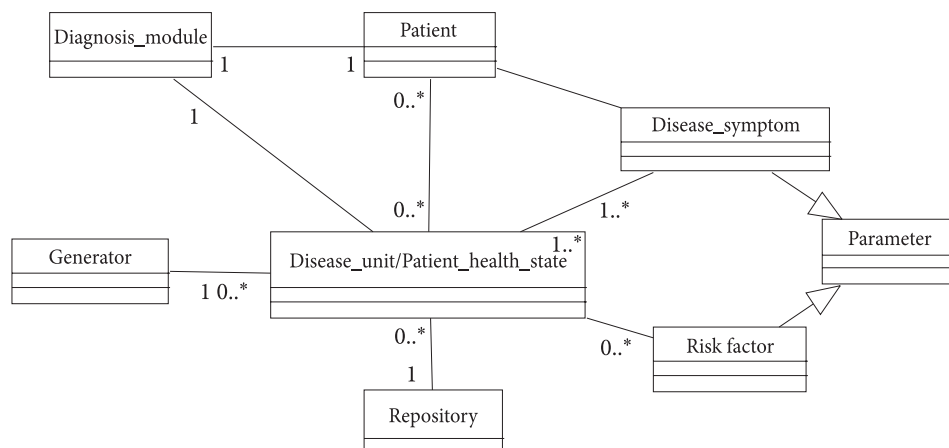 Diagnosis_module
Patient
1
1
0..*
1
Disease_symptom
0..*
1..*
1..*
Parameter
Generator
Disease_unit/Patient_health_state
1 0..*
0..*
0..*
Risk factor
1
Repository